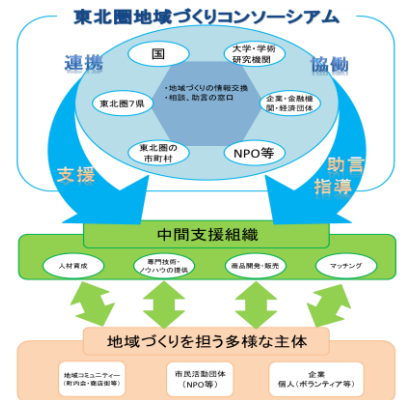 東北圏地域づくりコンソーシアム
連携
協働
国
大学・学術
研究機関
・地域づくりの情報交換
・相談、助言の窓口
東北圏7県
企業・金融機
関・経済団体
東北圏の
市町村
NPO等
支援
助言
指導
中間支援組織
人材育成
専門技術・
ノウハウの提供
商品開発・販売
マッチング
地域づくりを担う多様な主体
地域コミュニティー
(町内会・商店街等)
市民活動団体
(NPO等)
企業
個人(ボランティア等)